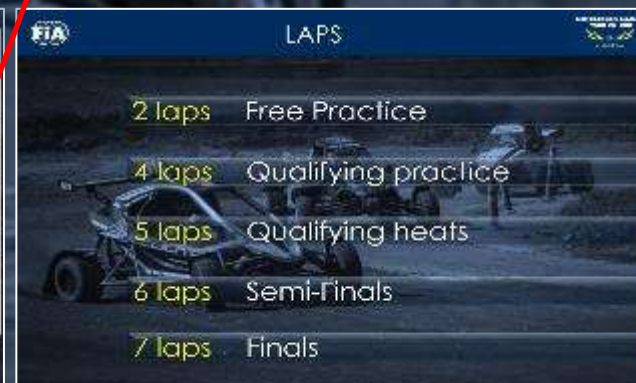 FIA
LAPS
2 laps Free Practice
4 laps Qualifying practice
5 laps Qualifying heats
6 laps Semi-Finals
7 laps Finals